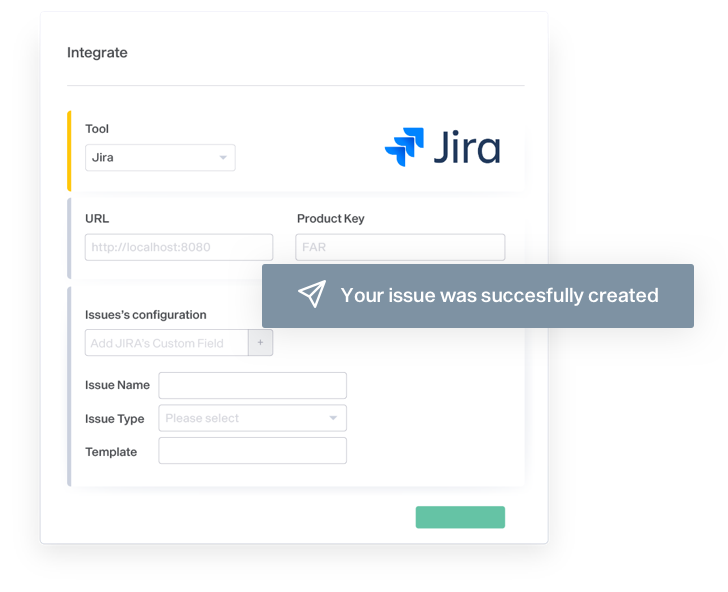 Integrate
Tool
Jira
Jira
URL
Product Key
http://localhost:8080
FAR
Your issue was succesfully created
Issues's configuration
Add JIRA's Custom Field
+
Issue Name
Issue Type
Please select
Template